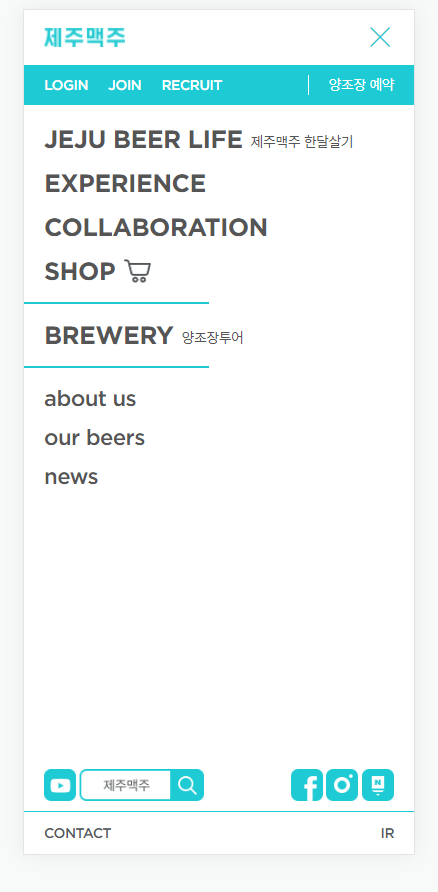 제주맥주
LOGIN JOIN RECRUIT 양조장 예약
JEJU BEER LIFE 제주맥주 한달살기
EXPERIENCE
COLLABORATION
SHOP
BREWERY 양조장투어
about us
our beers
news
제주맥주
CONTACT IR